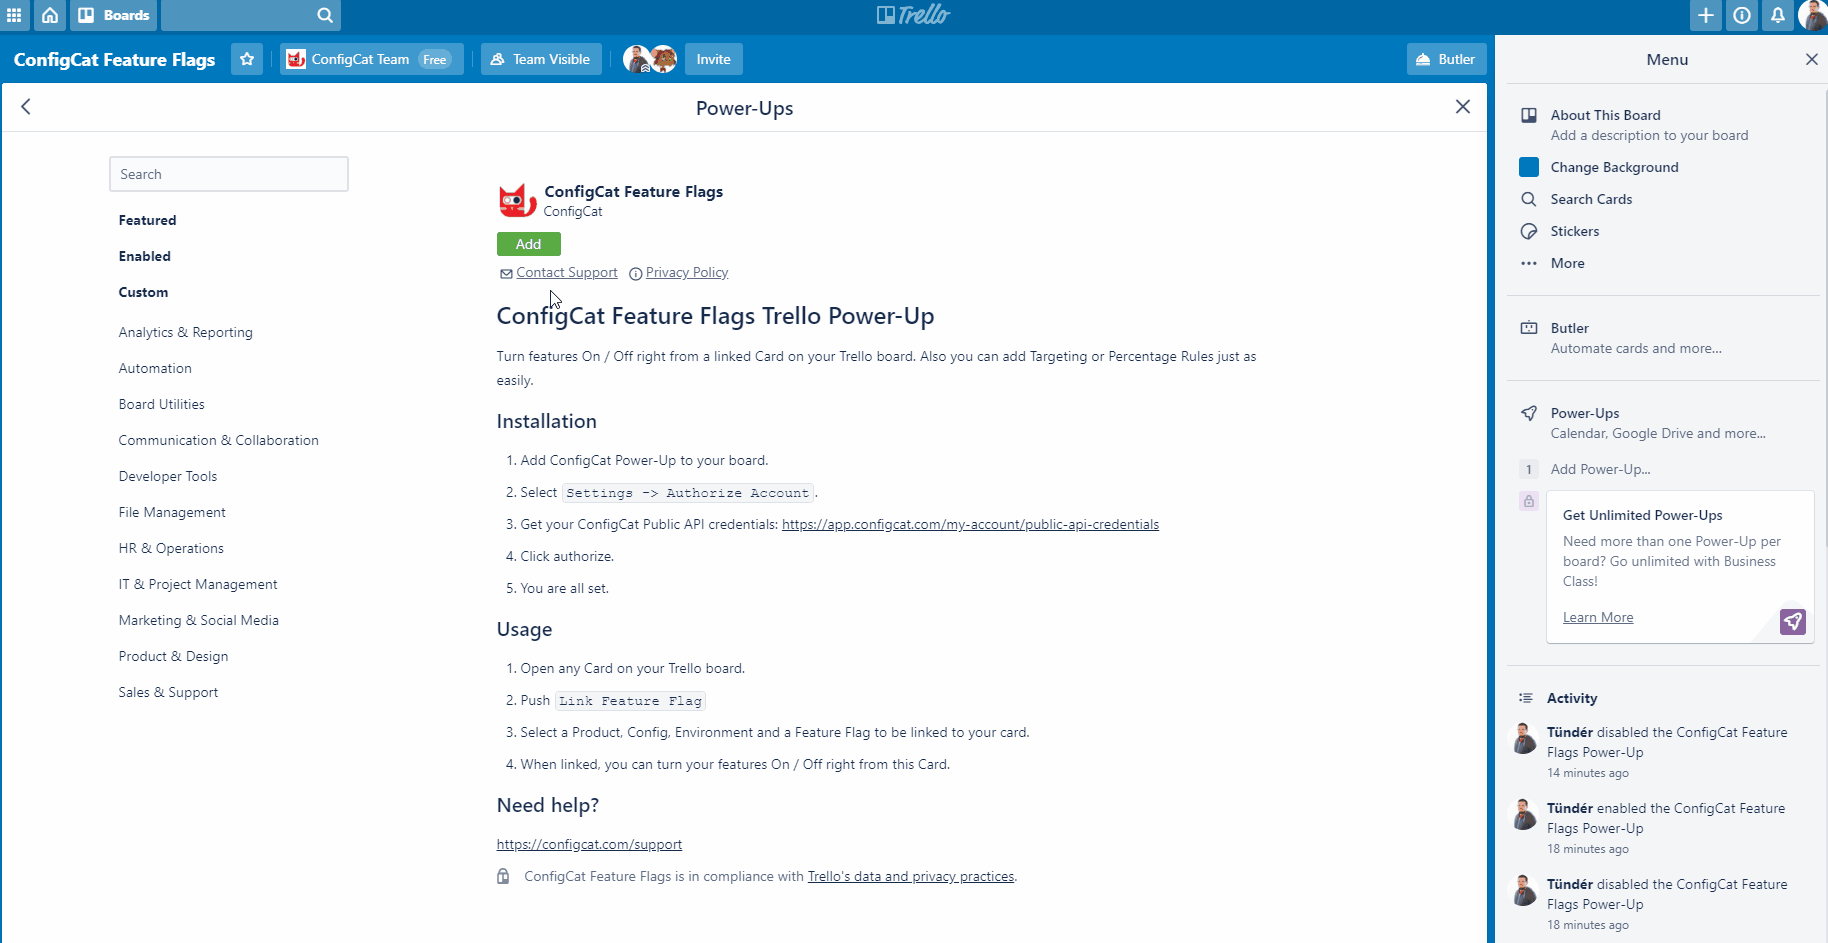 Boards
Trello
ConfigCat Feature Flags
ConfigCat Team Free
Team Visible
Invite
Butler
Power-Ups
Search
Featured
Enabled
Custom
Analytics & Reporting
Automation
Board Utilities
Communication & Collaboration
Developer Tools
File Management
HR & Operations
IT & Project Management
Marketing & Social Media
Product & Design
Sales & Support
ConfigCat Feature Flags
ConfigCat
Add
Contact Support Privacy Policy
ConfigCat Feature Flags Trello Power-Up
Turn features On / Off right from a linked Card on your Trello board. Also you can add Targeting or Percentage Rules just as
easily.
Installation
1. Add ConfigCat Power-Up to your board.
2. Select Settings -> Authorize Account.
3. Get your ConfigCat Public API credentials: https://app.configcat.com/my-account/public-api-credentials
4. Click authorize.
5. You are all set.
Usage
1. Open any Card on your Trello board.
2. Push Link Feature Flag
3. Select a Product, Config, Environment and a Feature Flag to be linked to your card.
4. When linked, you can turn your features On / Off right from this Card.
Need help?
https://configcat.com/support
ConfigCat Feature Flags is in compliance with Trello's data and privacy practices.
Menu
About This Board
Add a description to your board
Change Background
Search Cards
Stickers
More
Butler
Automate cards and more...
Power-Ups
Calendar, Google Drive and more...
1 Add Power-Up...
Get Unlimited Power-Ups
Need more than one Power-Up per
board? Go unlimited with Business
Class!
Learn More
Activity
Tündér disabled the ConfigCat Feature
Flags Power-Up
14 minutes ago
Tündér enabled the ConfigCat Feature
Flags Power-Up
18 minutes ago
Tündér disabled the ConfigCat Feature
Flags Power-Up
18 minutes ago